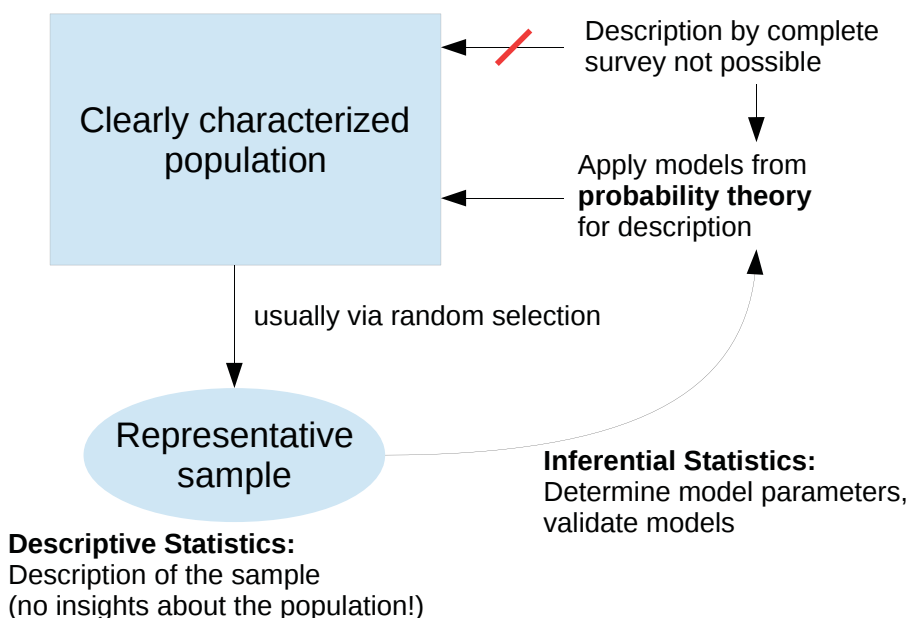 Description by complete
survey not possible
Clearly characterized
population
Apply models from
probability theory
for description
usually via random selection
Representative
sample
Inferential Statistics:
Determine model parameters,
validate models
Descriptive Statistics:
Description of the sample
(no insights about the population!)